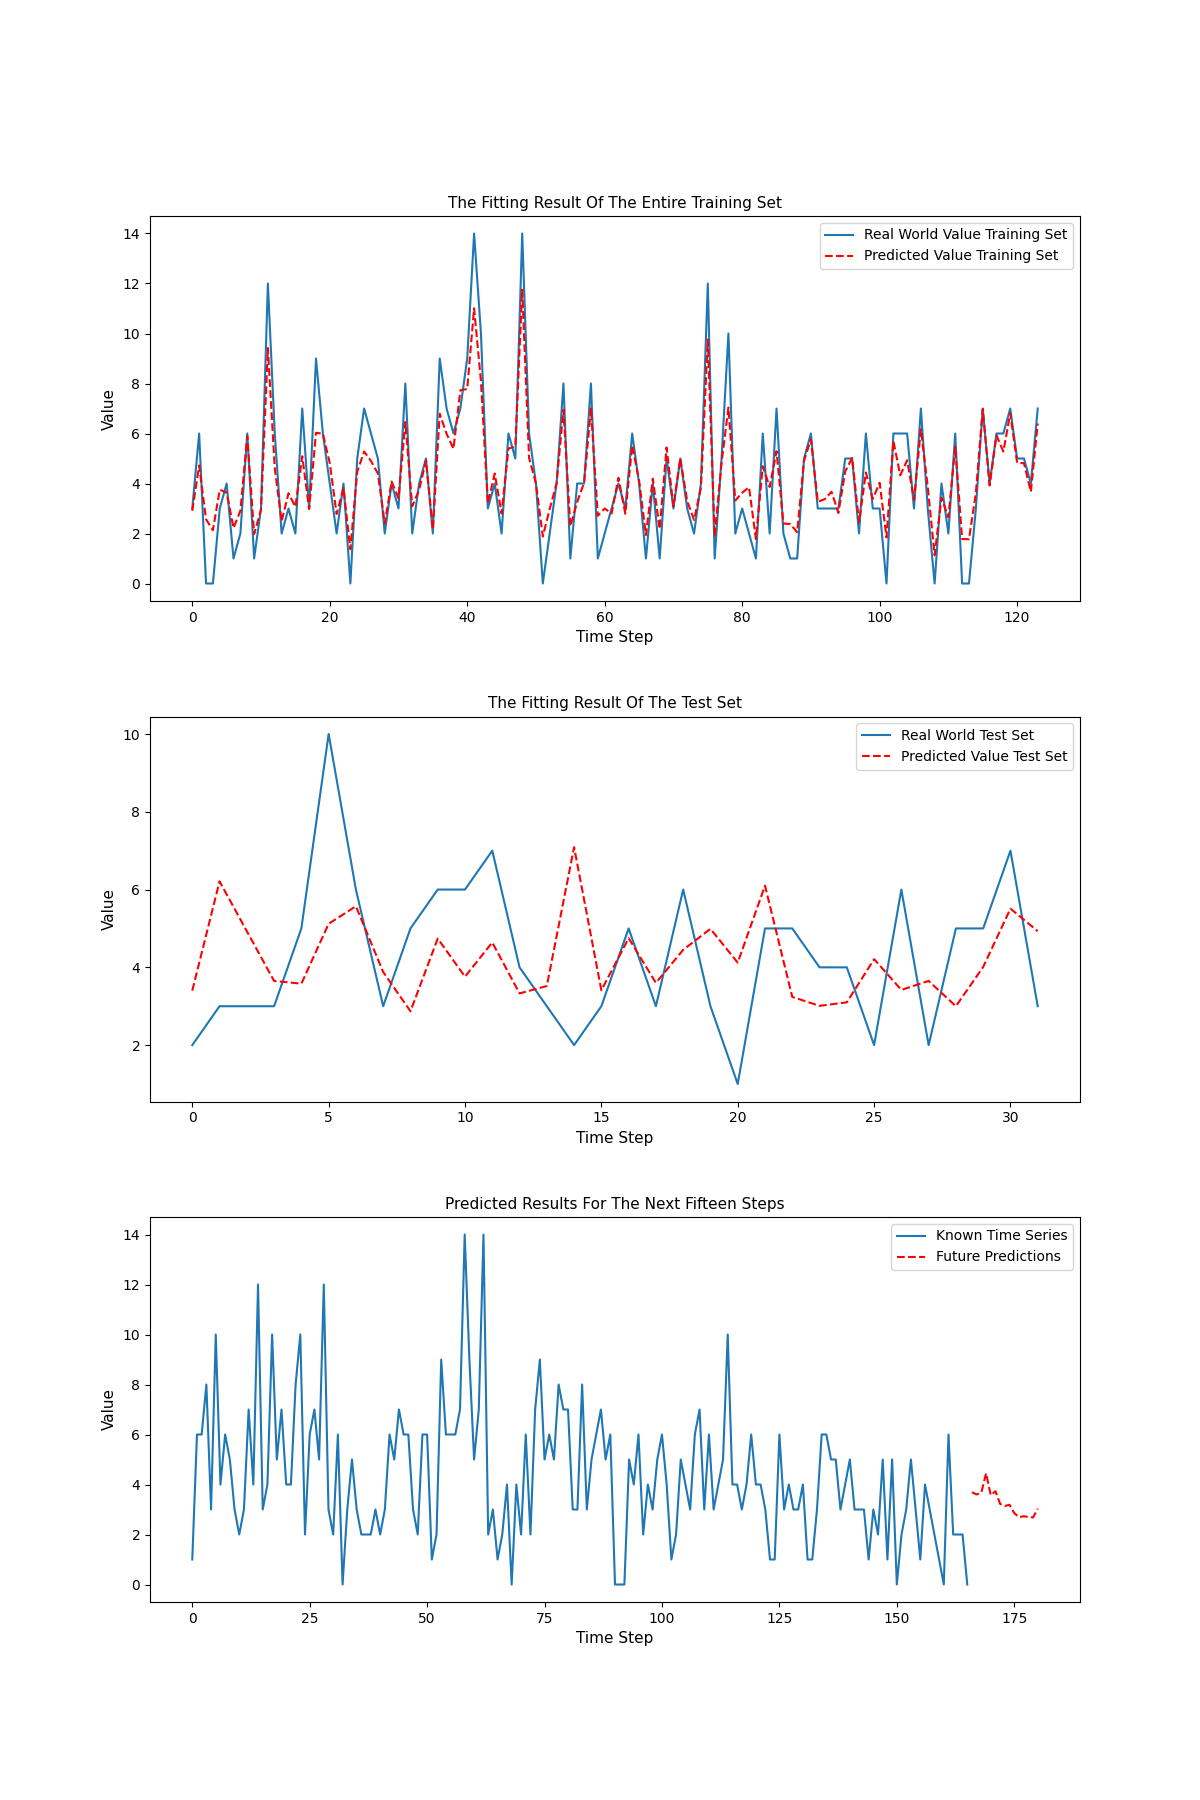 The Fitting Result Of The Entire Training Set
Real World Value Training Set
Predicted Value Training Set
Value
14
12
10
8
6
4
2
0
0 20 40 60 80 100 120
Time Step
The Fitting Result Of The Test Set
Real World Test Set
Predicted Value Test Set
Value
10
8
6
4
2
0 5 10 15 20 25 30
Time Step
Predicted Results For The Next Fifteen Steps
Known Time Series
Future Predictions
Value
14
12
10
8
6
4
2
0
0 25 50 75 100 125 150 175
Time Step